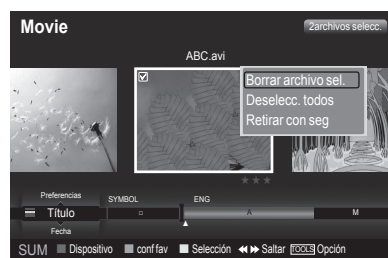 Movie
2archivos selecc.
ABC.avi
Borrar archivo sel.
Deselecc. todos
Retirar con seg
Preferencias
SYMBOL
ENG
Título
A
M
Fecha
SUM Dispositivo conf fav Selección Saltar TOOLS Opción